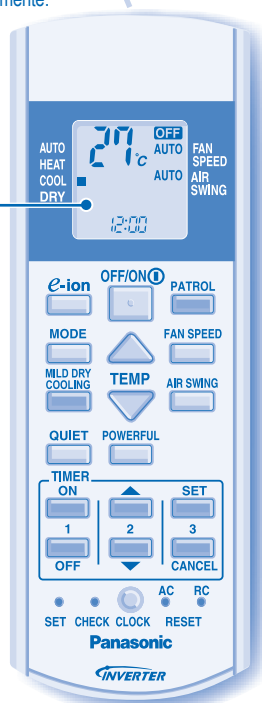 mente.
27°C
OFF
AUTO
AUTO
AUTO
HEAT
COOL
DRY
FAN
SPEED
AIR
SWING
12:00
e-ion
OFF/ON
PATROL
MODE
FAN SPEED
MILD DRY
COOLING
TEMP
AIR SWING
QUIET
POWERFUL
TIMER
ON
SET
1
2
3
OFF
CANCEL
AC
RC
SET
CHECK
CLOCK
RESET
Panasonic
INVERTER